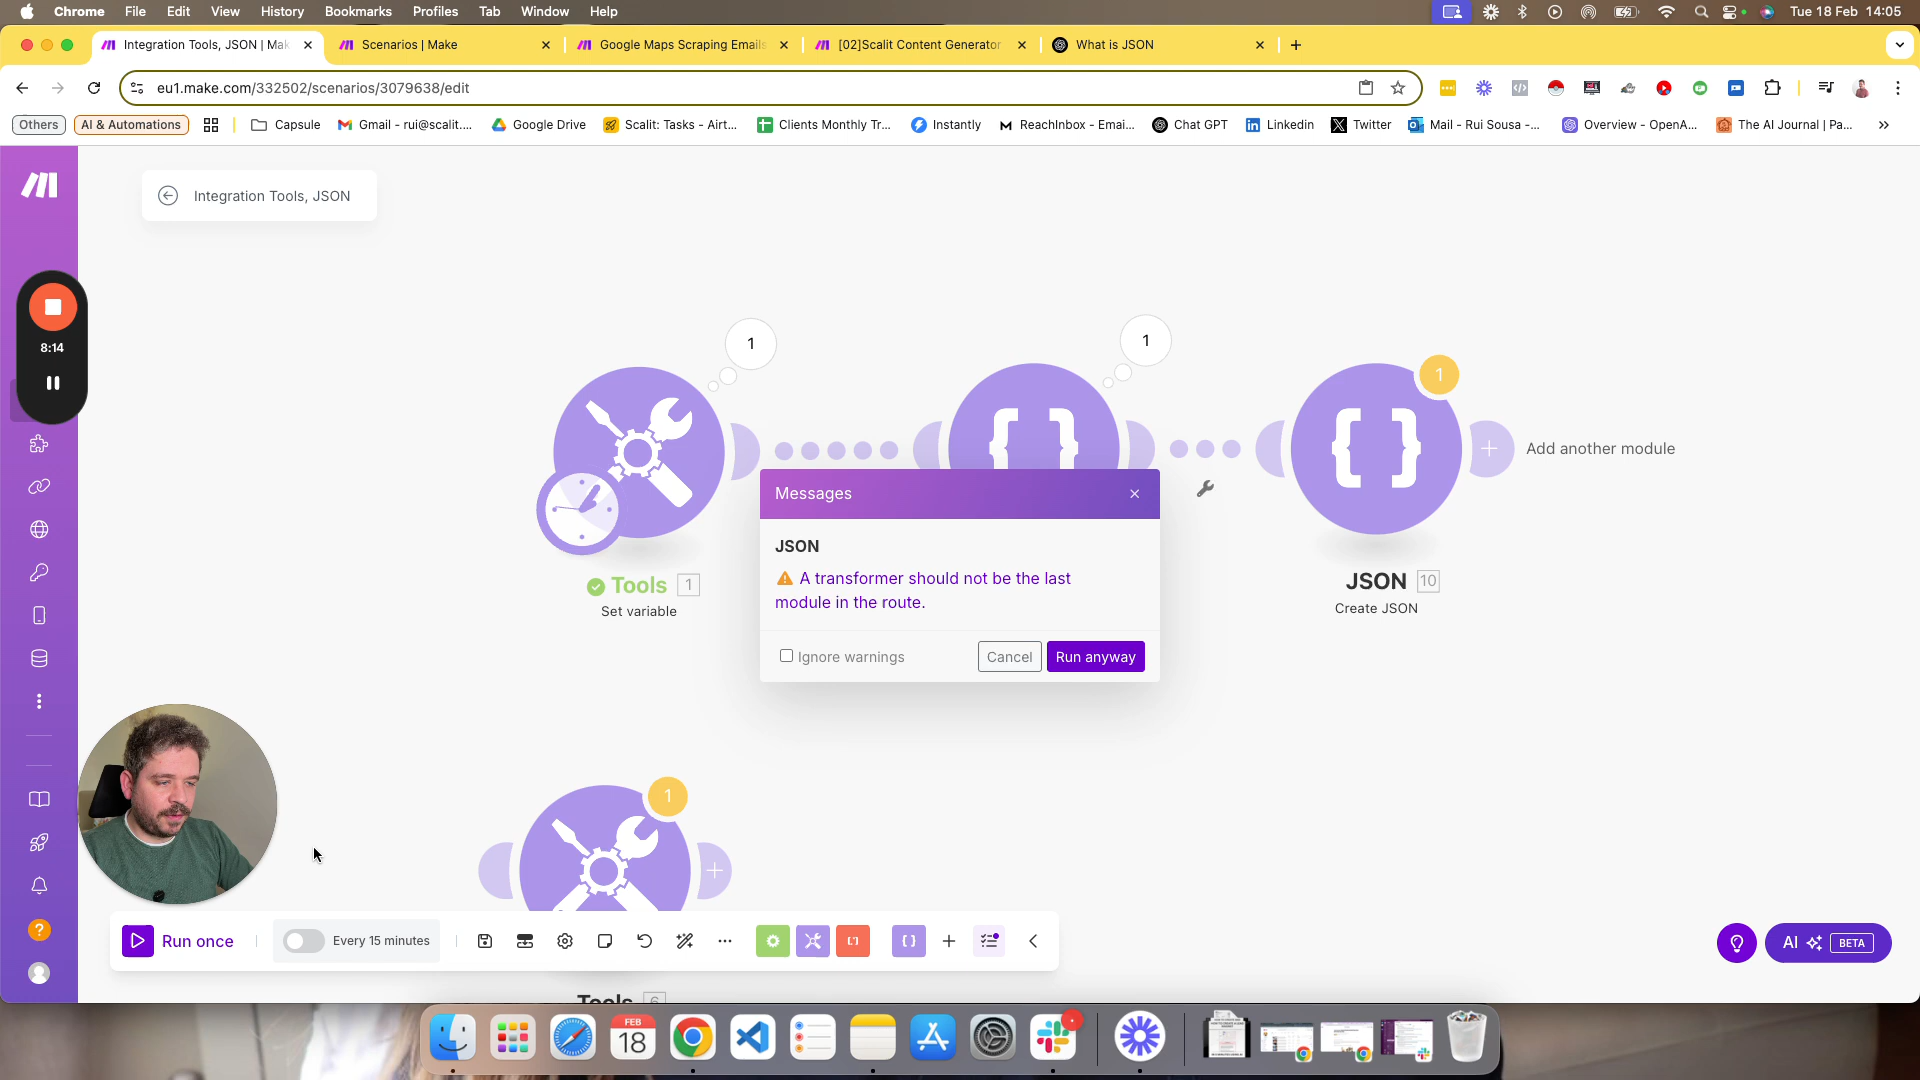 Chrome File Edit View History Bookmarks Profiles Tab Window Help Tue 18 Feb 14:05
Integration Tools, JSON | Mak Scenarios | Make Google Maps Scraping Emails [02]Scalit Content Generator What is JSON
eu1.make.com/332502/scenarios/3079638/edit
Others AI & Automations Capsule Gmail - rui@scalit.... Google Drive Scalit: Tasks - Airt... Clients Monthly Tr... Instantly ReachInbox - Emai... Chat GPT Linkedin Twitter Mail - Rui Sousa -... Overview - OpenA... The AI Journal | Pa...
Integration Tools, JSON
8:14
1
1
1
Add another module
Messages
JSON
A transformer should not be the last
module in the route.
Ignore warnings Cancel Run anyway
Tools 1
Set variable
JSON 10
Create JSON
1
Run once Every 15 minutes
AI BETA
Tools 6
FEB
18